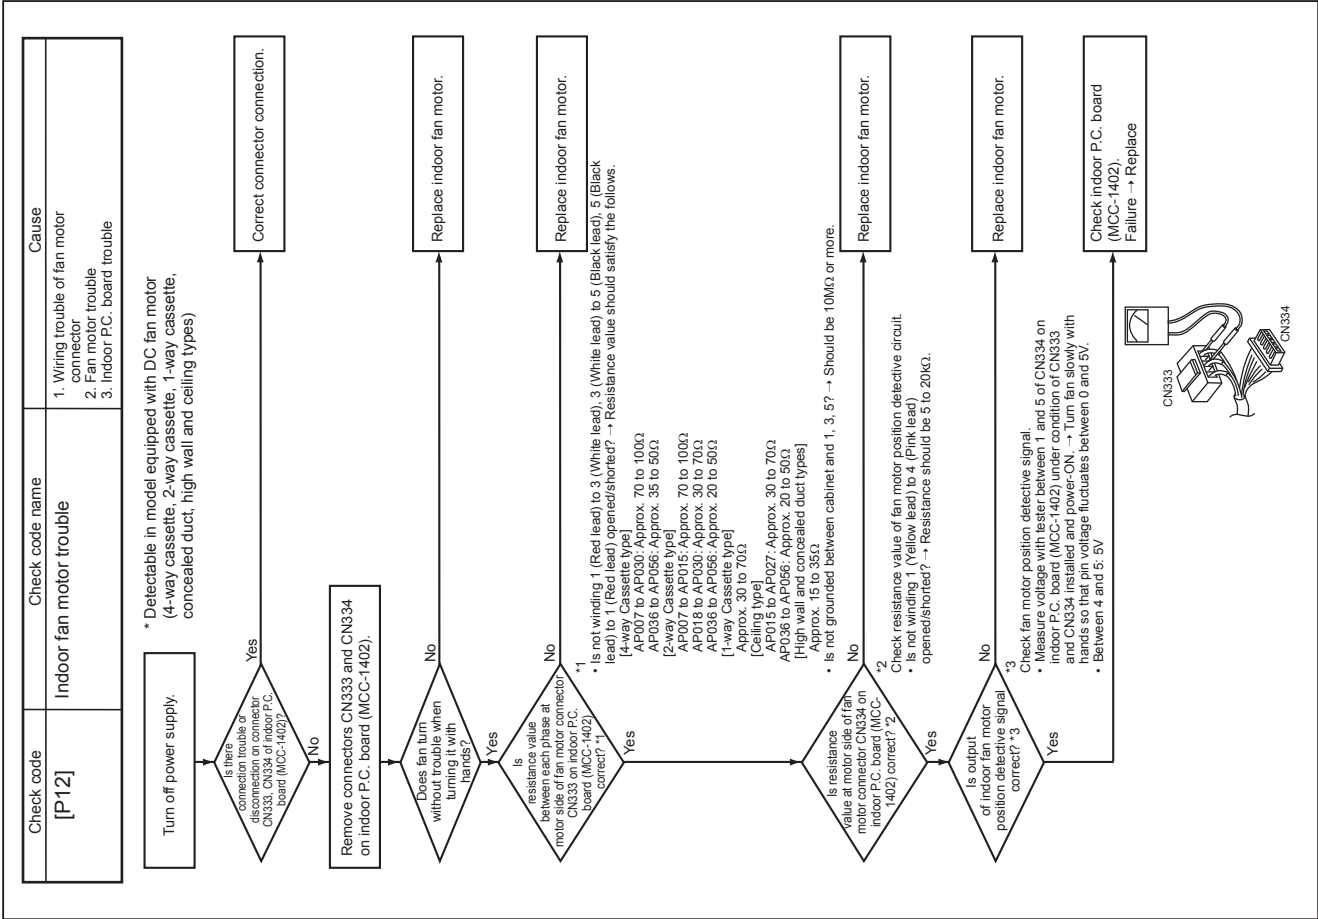 Check code
Check code name
Cause
[P12]
Indoor fan motor trouble
1. Wiring trouble of fan motor
connector
2. Fan motor trouble
3. Indoor P.C. board trouble
* Detectable in model equipped with DC fan motor
(4-way cassette, 2-way cassette, 1-way cassette,
concealed duct, high wall and ceiling types)
Turn off power supply.
Is there
connection trouble or
disconnection on connector
CN333, CN334 of indoor P.C.
board (MCC-1402)?
Yes
Correct connection.
No
Remove connectors CN333 and CN334
on indoor P.C. board (MCC-1402).
Does fan turn
without trouble when
turning it with
hands?
No
Replace indoor fan motor.
Yes
Is
resistance value
between each phase at
motor side of fan motor connector
CN333 on indoor P.C.
board (MCC-1402)
correct? *1
No
Replace indoor fan motor.
Yes
*1
• Is not winding 1 (Red lead) to 3 (White lead), 3 (White lead) to 5 (Black lead), 5 (Black
lead) to 1 (Red lead) opened/shorted? → Resistance value should satisfy the follows.
[4-way Cassette type]
AP007 to AP030: Approx. 70 to 100Ω
AP036 to AP056: Approx. 35 to 50Ω
[2-way Cassette type]
AP007 to AP015: Approx. 70 to 100Ω
AP018 to AP030: Approx. 30 to 70Ω
AP036 to AP056: Approx. 20 to 50Ω
[1-way Cassette type]
Approx. 30 to 70Ω
[Ceiling type]
AP015 to AP027: Approx. 30 to 70Ω
AP036 to AP056: Approx. 20 to 50Ω
[High wall and concealed duct types]
Approx. 15 to 35Ω
• Is not grounded between cabinet and 1, 3, 5? → Should be 10MΩ or more.
Is resistance
value at motor side of fan
motor connector CN334 on
indoor P.C. board (MCC-
1402) correct? *2
No
Replace indoor fan motor.
Yes
*2
Check resistance value of fan motor position detective circuit.
• Is not winding 1 (Yellow lead) to 4 (Pink lead)
opened/shorted? → Resistance should be 5 to 20kΩ.
Is output
of indoor fan motor
position detective signal
correct? *3
No
Replace indoor fan motor.
Yes
*3
Check fan motor position detective signal.
• Measure voltage with tester between 1 and 5 of CN334 on
indoor P.C. board (MCC-1402) under condition of CN333
and CN334 installed and power-ON. → Turn fan slowly with
hands so that pin voltage fluctuates between 0 and 5V.
• Between 4 and 5: 5V
Check indoor P.C. board
(MCC-1402).
Failure → Replace
CN333
CN334